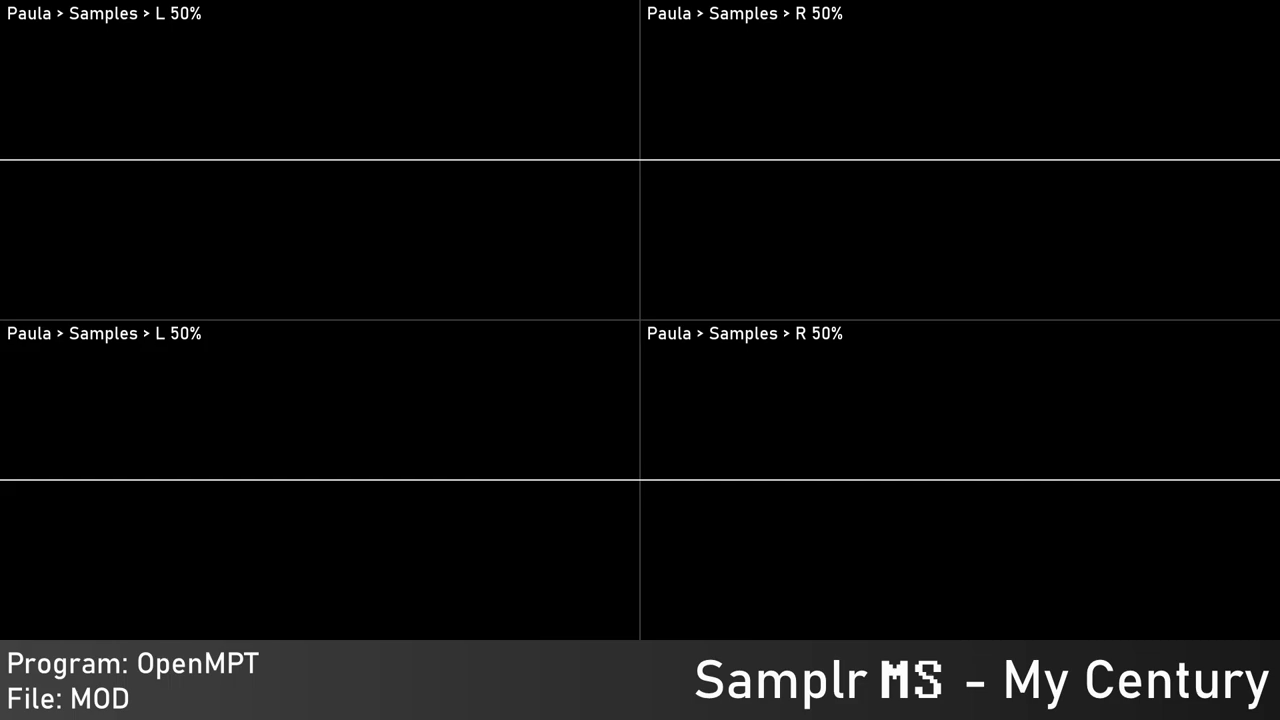 Paula > Samples > L 50%
Paula > Samples > R 50%
Paula > Samples > L 50%
Paula > Samples > R 50%
Program: OpenMPT
File: MOD
Samplr MS - My Century